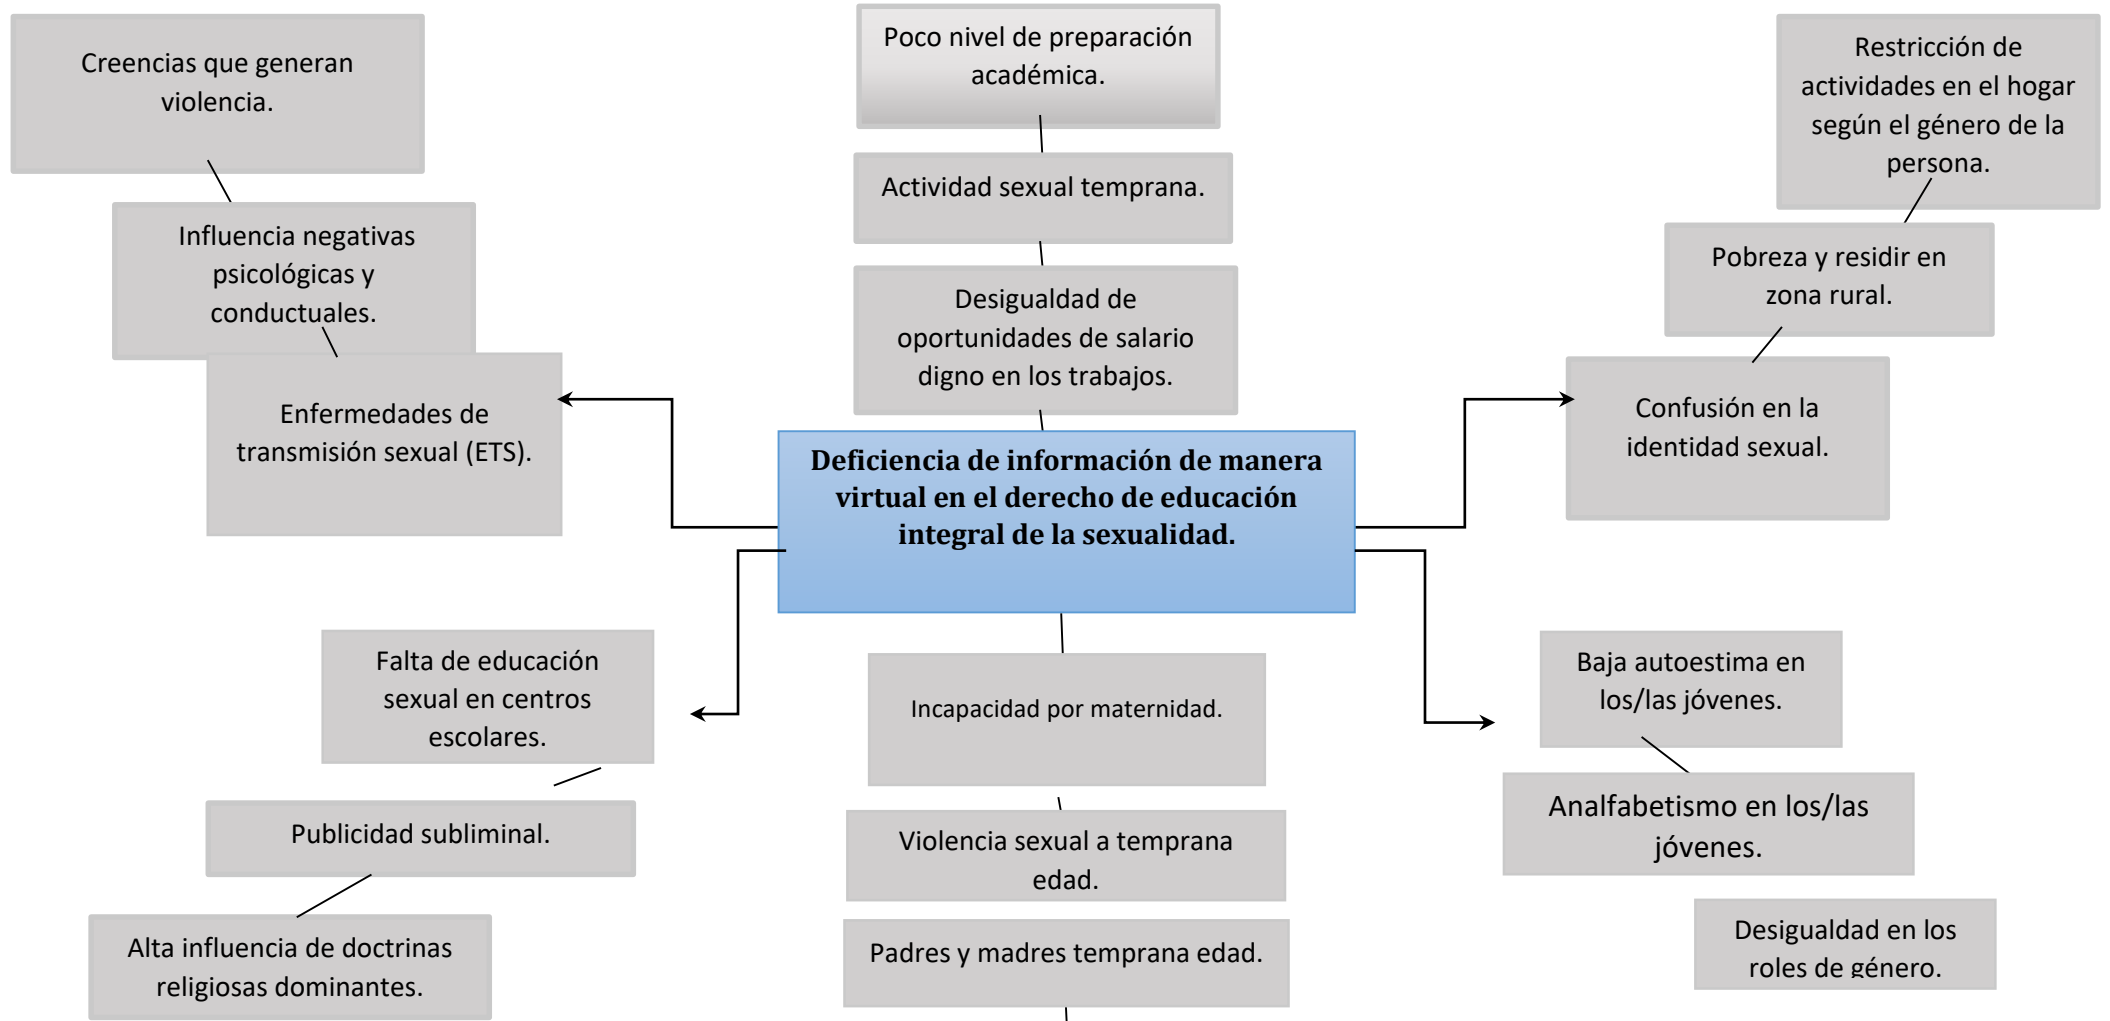 Creencias que generan
violencia.
Influencia negativas
psicológicas y
conductuales.
Enfermedades de
transmisión sexual (ETS).
Poco nivel de preparación
académica.
Actividad sexual temprana.
Desigualdad de
oportunidades de salario
digno en los trabajos.
Restricción de
actividades en el hogar
según el género de la
persona.
Pobreza y residir en
zona rural.
Confusión en la
identidad sexual.
Deficiencia de información de manera
virtual en el derecho de educación
integral de la sexualidad.
Falta de educación
sexual en centros
escolares.
Publicidad subliminal.
Alta influencia de doctrinas
religiosas dominantes.
Incapacidad por maternidad.
Violencia sexual a temprana
edad.
Padres y madres temprana edad.
Baja autoestima en
los/las jóvenes.
Analfabetismo en los/las
jóvenes.
Desigualdad en los
roles de género.